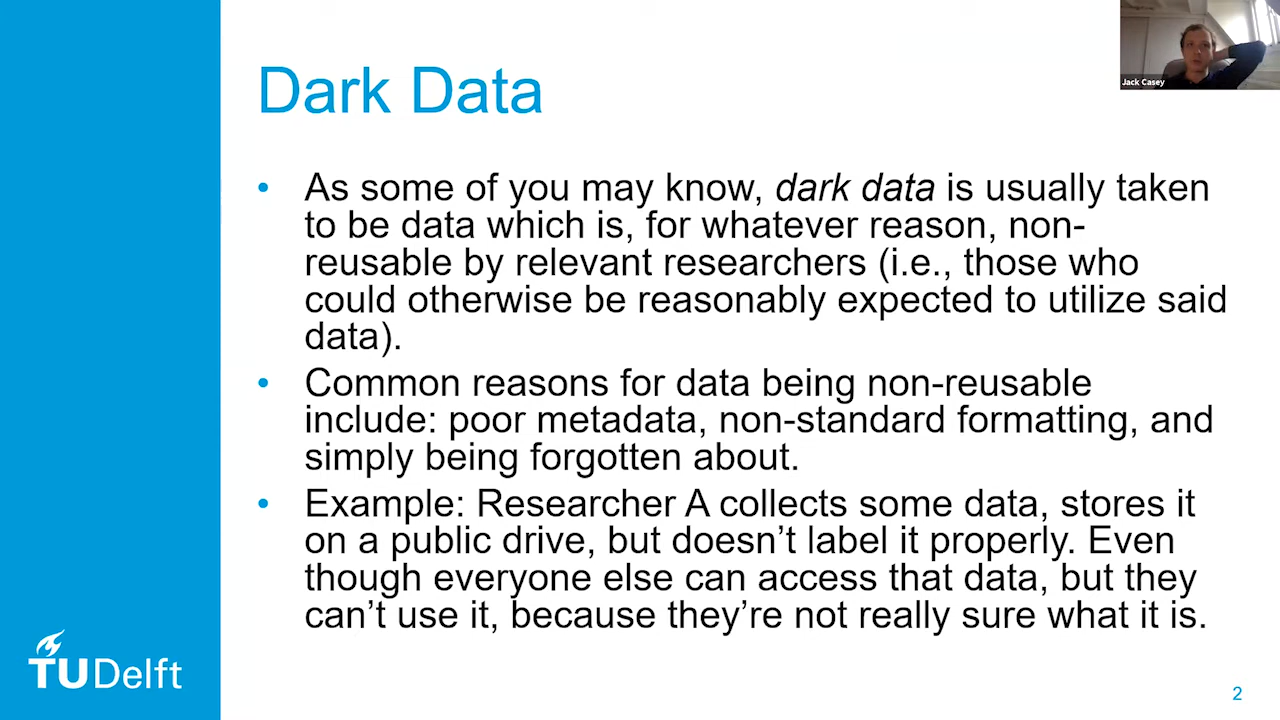 Dark Data
Jack Casey
• As some of you may know, dark data is usually taken
to be data which is, for whatever reason, non-
reusable by relevant researchers (i.e., those who
could otherwise be reasonably expected to utilize said
data).
• Common reasons for data being non-reusable
include: poor metadata, non-standard formatting, and
simply being forgotten about.
• Example: Researcher A collects some data, stores it
on a public drive, but doesn’t label it properly. Even
though everyone else can access that data, but they
can’t use it, because they’re not really sure what it is.
TU Delft
2